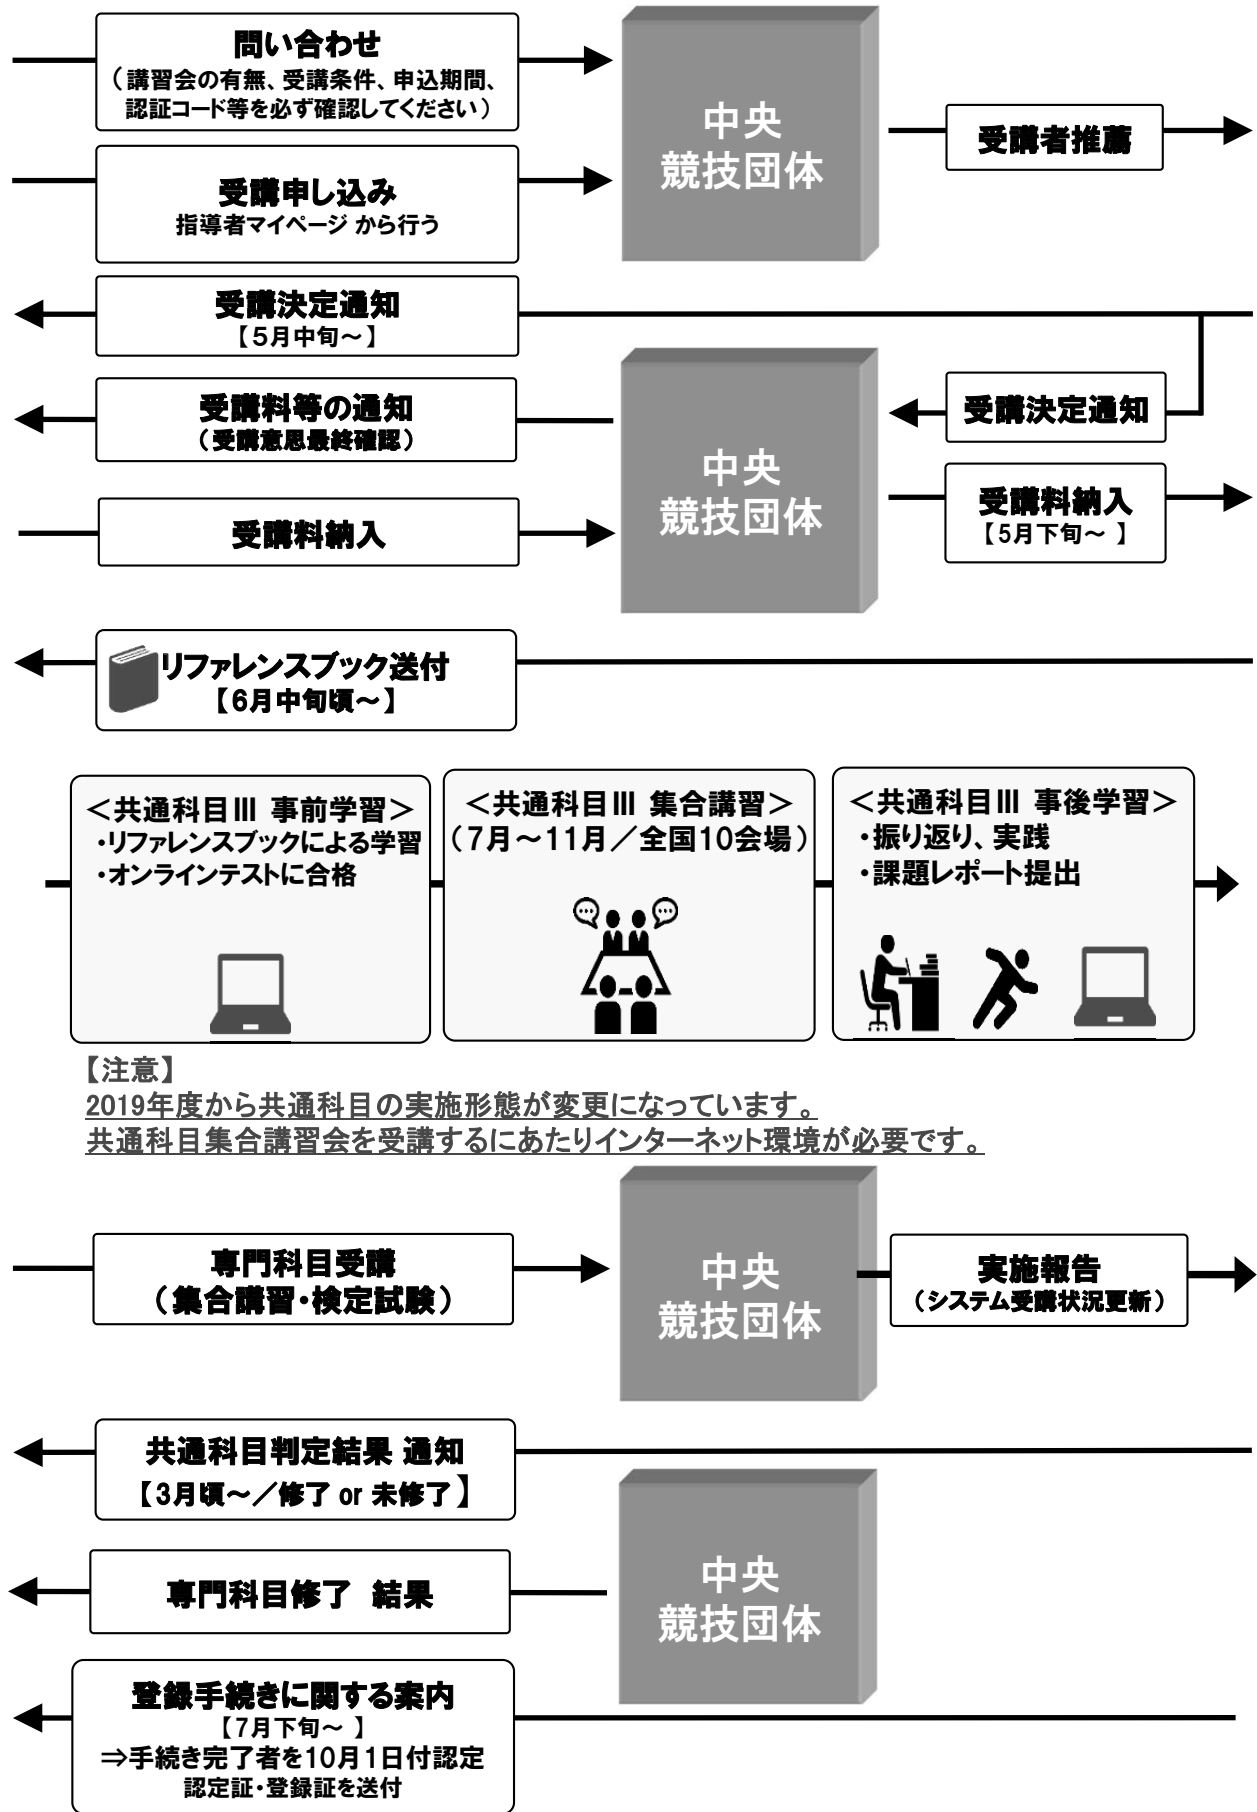 問い合わせ
（講習会の有無、受講条件、申込期間、
認証コード等を必ず確認してください）
中央
競技団体
受講者推薦
受講申し込み
指導者マイページ から行う
受講決定通知
【5月中旬～】
受講料等の通知
（受講意思最終確認）
中央
競技団体
受講決定通知
受講料納入
受講料納入
【5月下旬～ 】
リファレンスブック送付
【6月中旬頃～】
＜共通科目Ⅲ 事前学習＞
・リファレンスブックによる学習
・オンラインテストに合格
＜共通科目Ⅲ 集合講習＞
（7月～11月／全国10会場）
＜共通科目Ⅲ 事後学習＞
・振り返り、実践
・課題レポート提出
【注意】
2019年度から共通科目の実施形態が変更になっています。
共通科目集合講習会を受講するにあたりインターネット環境が必要です。
専門科目受講
（集合講習・検定試験）
中央
競技団体
実施報告
（システム受講状況更新）
共通科目判定結果 通知
【3月頃～／修了 or 未修了】
専門科目修了 結果
中央
競技団体
登録手続きに関する案内
【7月下旬～ 】
⇒手続き完了者を10月1日付認定
認定証・登録証を送付